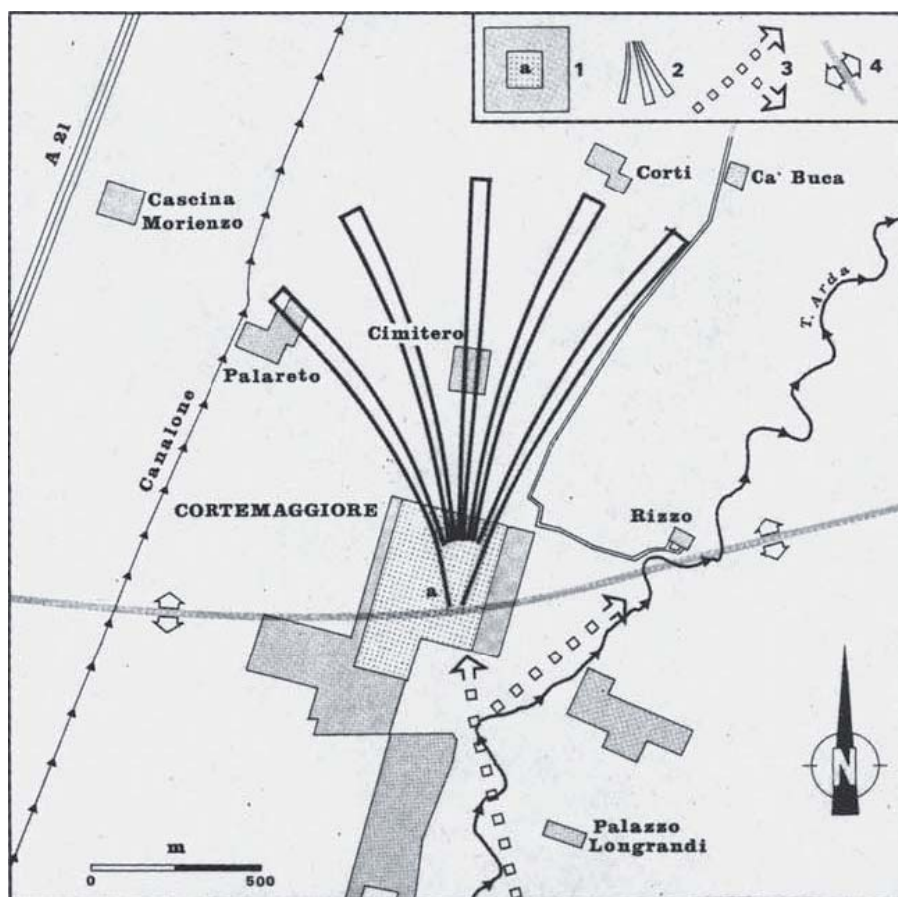 a 1 2 3 4
A 21
Cascina
Morienzo
Corti
Ca' Buca
T. Arda
Cimitero
Palareto
Canalone
CORTEMAGGIORE
Rizzo
a
N
Palazzo
Longrandi
m
0 500